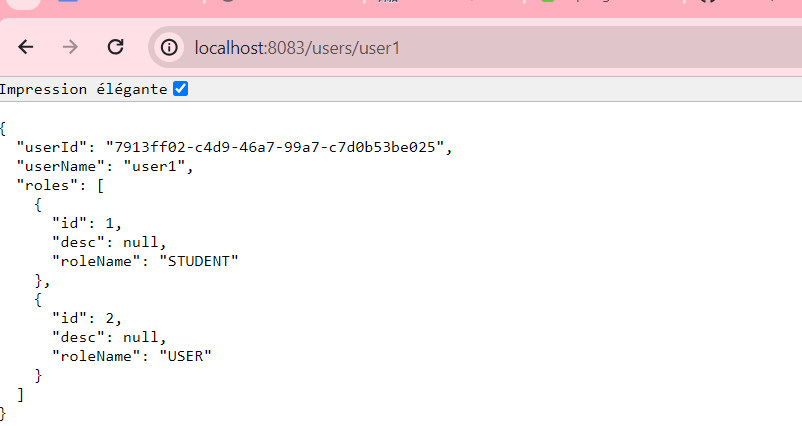 localhost:8083/users/user1
Impression élégante
{
  "userId": "7913ff02-c4d9-46a7-99a7-c7d0b53be025",
  "userName": "user1",
  "roles": [
    {
      "id": 1,
      "desc": null,
      "roleName": "STUDENT"
    },
    {
      "id": 2,
      "desc": null,
      "roleName": "USER"
    }
  ]
}